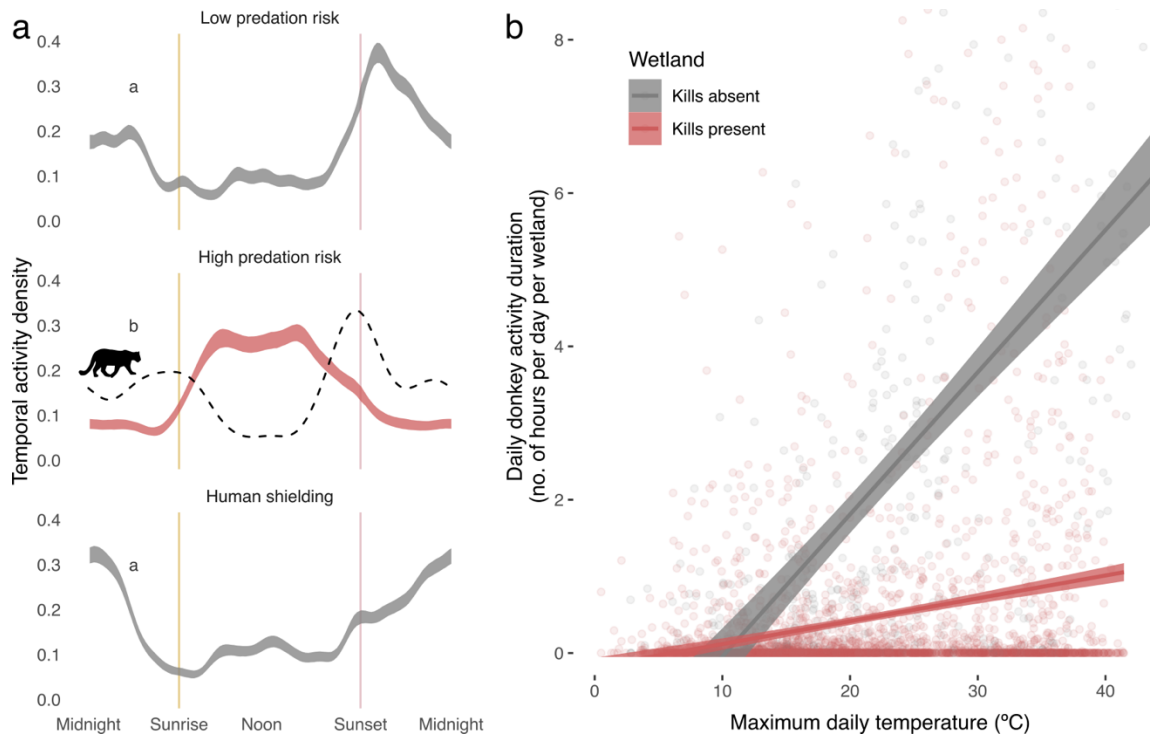 a
Low predation risk
0.4
a
0.3
0.2
0.1
0.0
High predation risk
0.4
b
0.3
0.2
0.1
0.0
Human shielding
0.4
a
0.3
0.2
0.1
0.0
Temporal activity density
Midnight Sunrise Noon Sunset Midnight
b
Wetland
Kills absent
Kills present
8
6
4
2
0
Daily donkey activity duration
(no. of hours per day per wetland)
0 10 20 30 40
Maximum daily temperature (ºC)